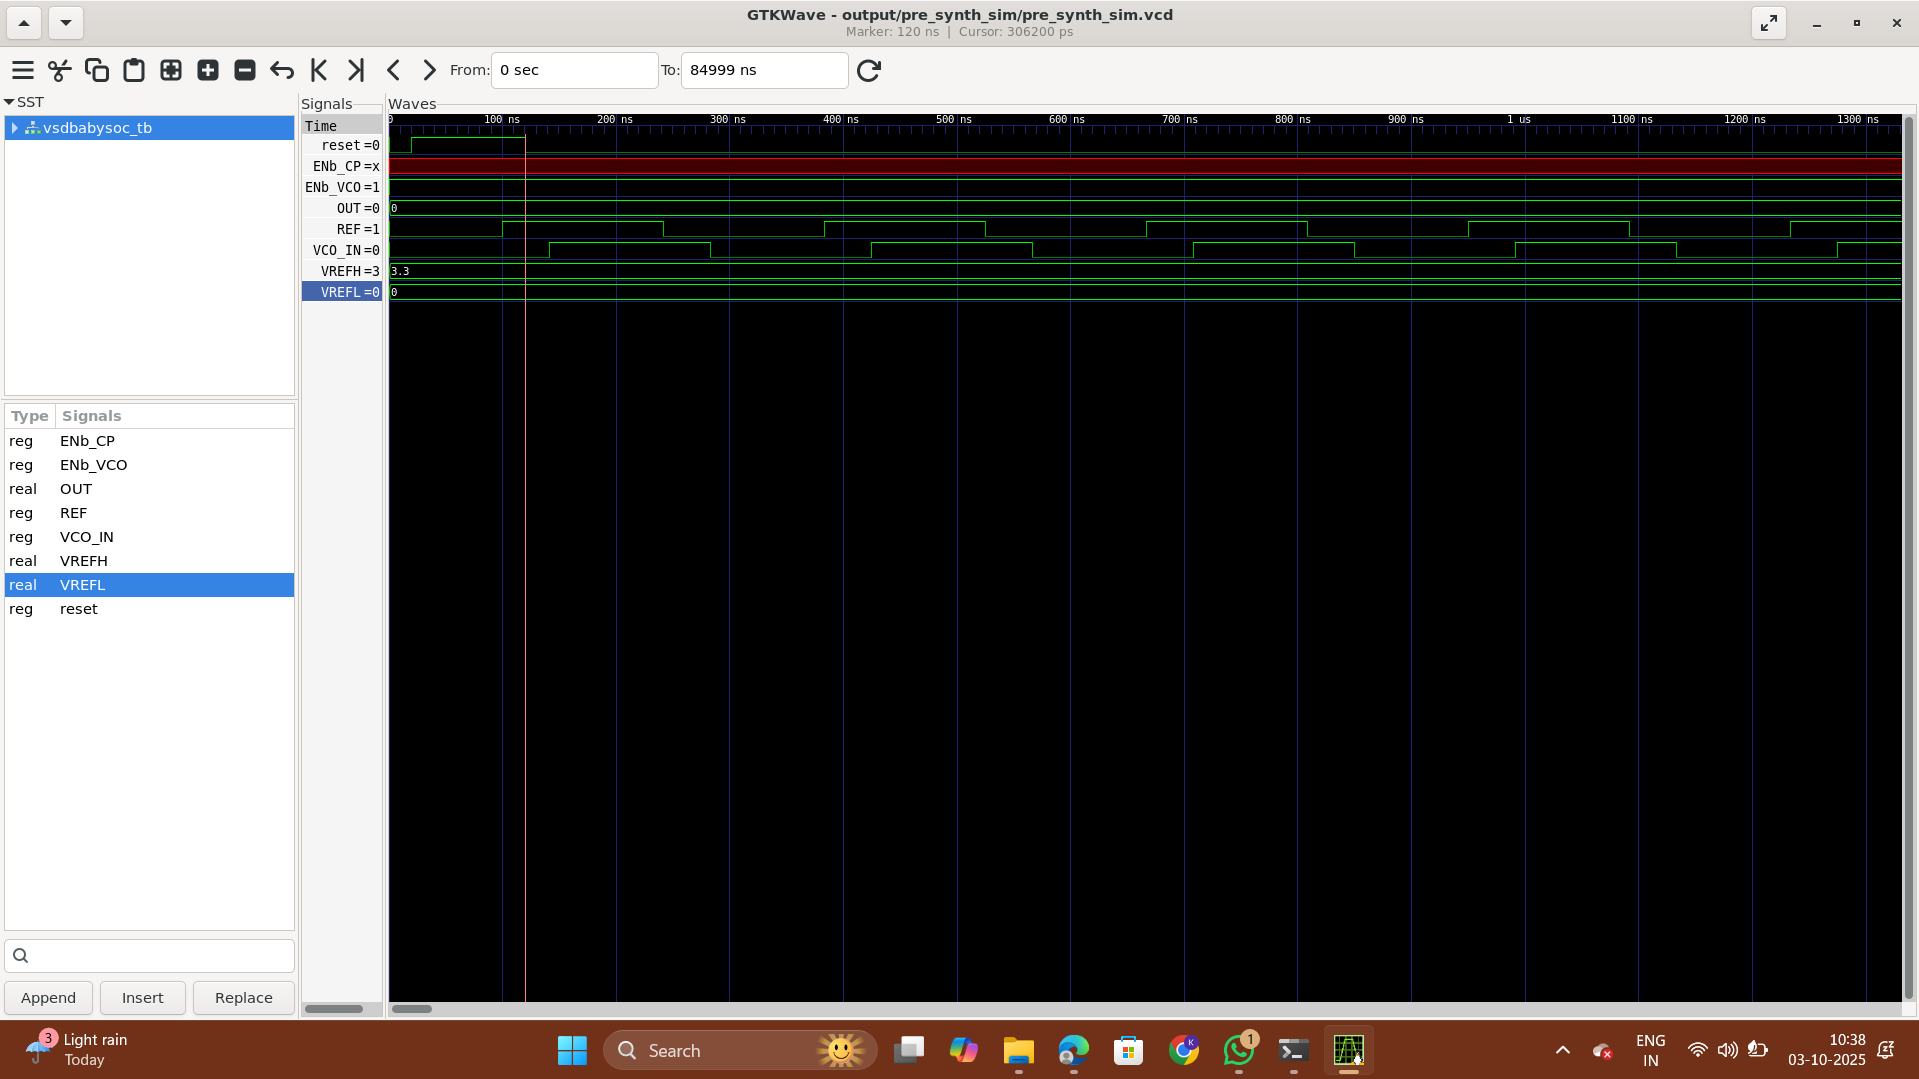 GTKWave - output/pre_synth_sim/pre_synth_sim.vcd
Marker: 120 ns | Cursor: 306200 ps
From: 0 sec To: 84999 ns
SST
vsdbabysoc_tb
Type Signals
reg ENb_CP
reg ENb_VCO
real OUT
reg REF
reg VCO_IN
real VREFH
real VREFL
reg reset
Append Insert Replace
Signals
Time
reset =0
ENb_CP =x
ENb_VCO =1
OUT =0
REF =1
VCO_IN =0
VREFH =3
VREFL =0
Waves
0 100 ns 200 ns 300 ns 400 ns 500 ns 600 ns 700 ns 800 ns 900 ns 1 us 1100 ns 1200 ns 1300 ns
0
3.3
0
3
Light rain
Today
Search
K
1
ENG
IN
10:38
03-10-2025